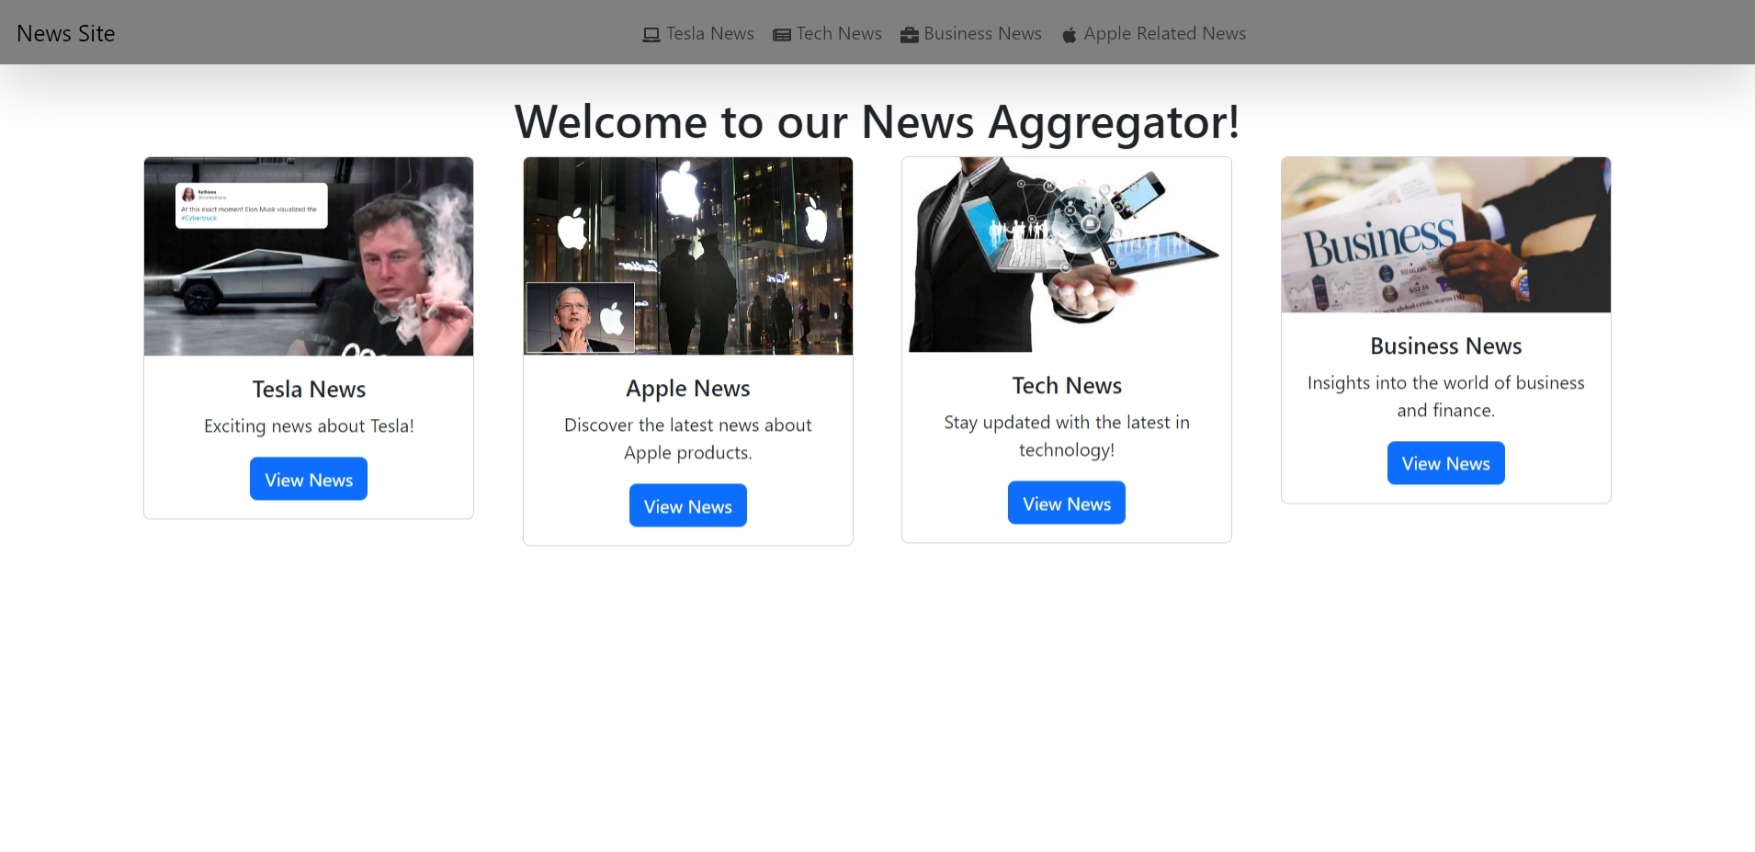 News Site
Tesla News
Tech News
Business News
Apple Related News
Welcome to our News Aggregator!
At this exact moment Elon Musk visualized the
#Cybertruck
Tesla News
Exciting news about Tesla!
View News
Cartier
Apple News
Discover the latest news about
Apple products.
View News
Tech News
Stay updated with the latest in
technology!
View News
Business
Business News
Insights into the world of business
and finance.
View News